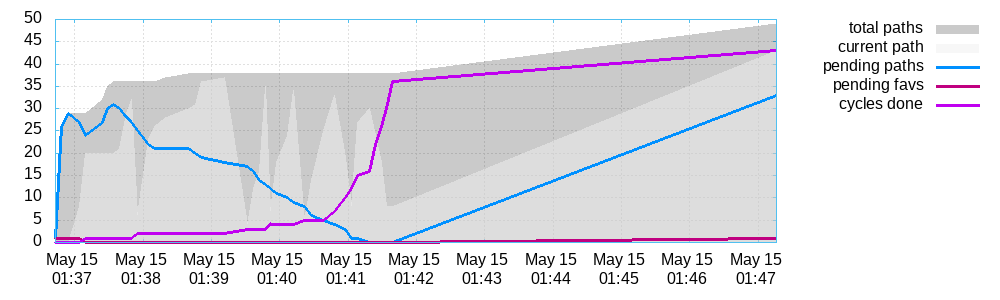 50
45
40
35
30
25
20
15
10
5
0
May 15 May 15 May 15 May 15 May 15 May 15 May 15 May 15 May 15 May 15 May 15
01:37 01:38 01:39 01:40 01:41 01:42 01:43 01:44 01:45 01:46 01:47
total paths
current path
pending paths
pending favs
cycles done